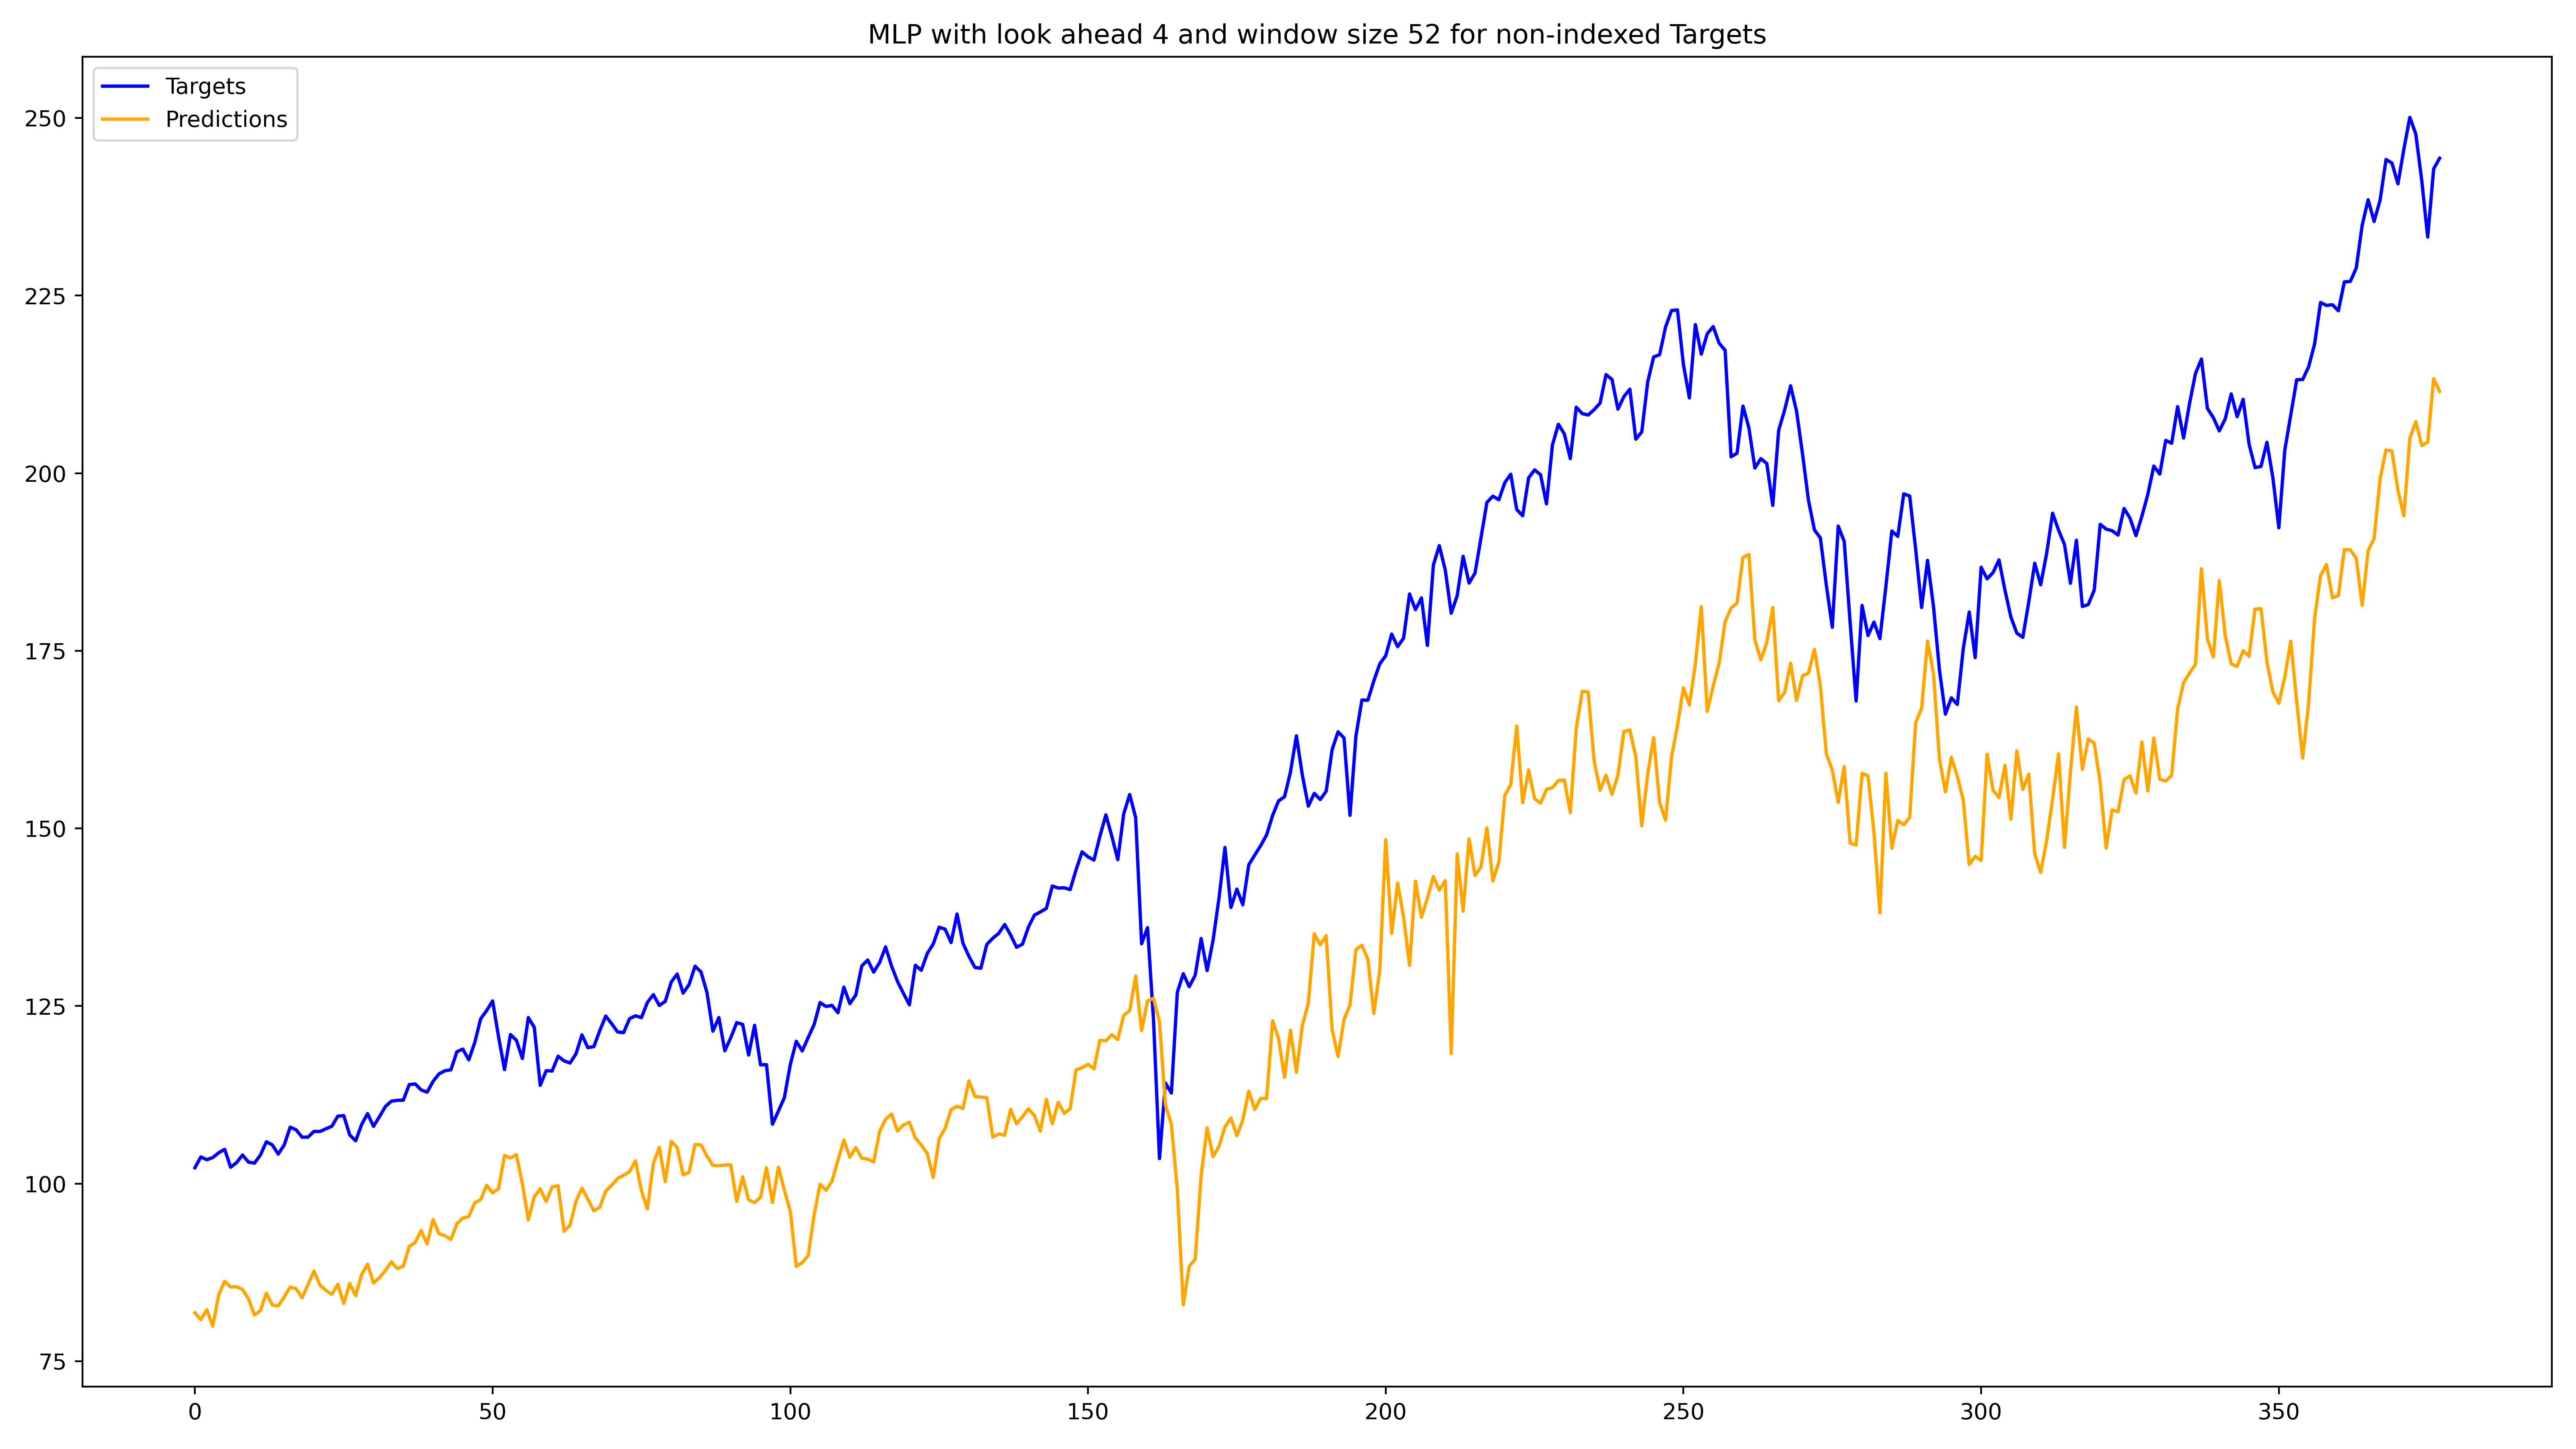 MLP with look ahead 4 and window size 52 for non-indexed Targets
Targets
Predictions
250
225
200
175
150
125
100
75
0 50 100 150 200 250 300 350